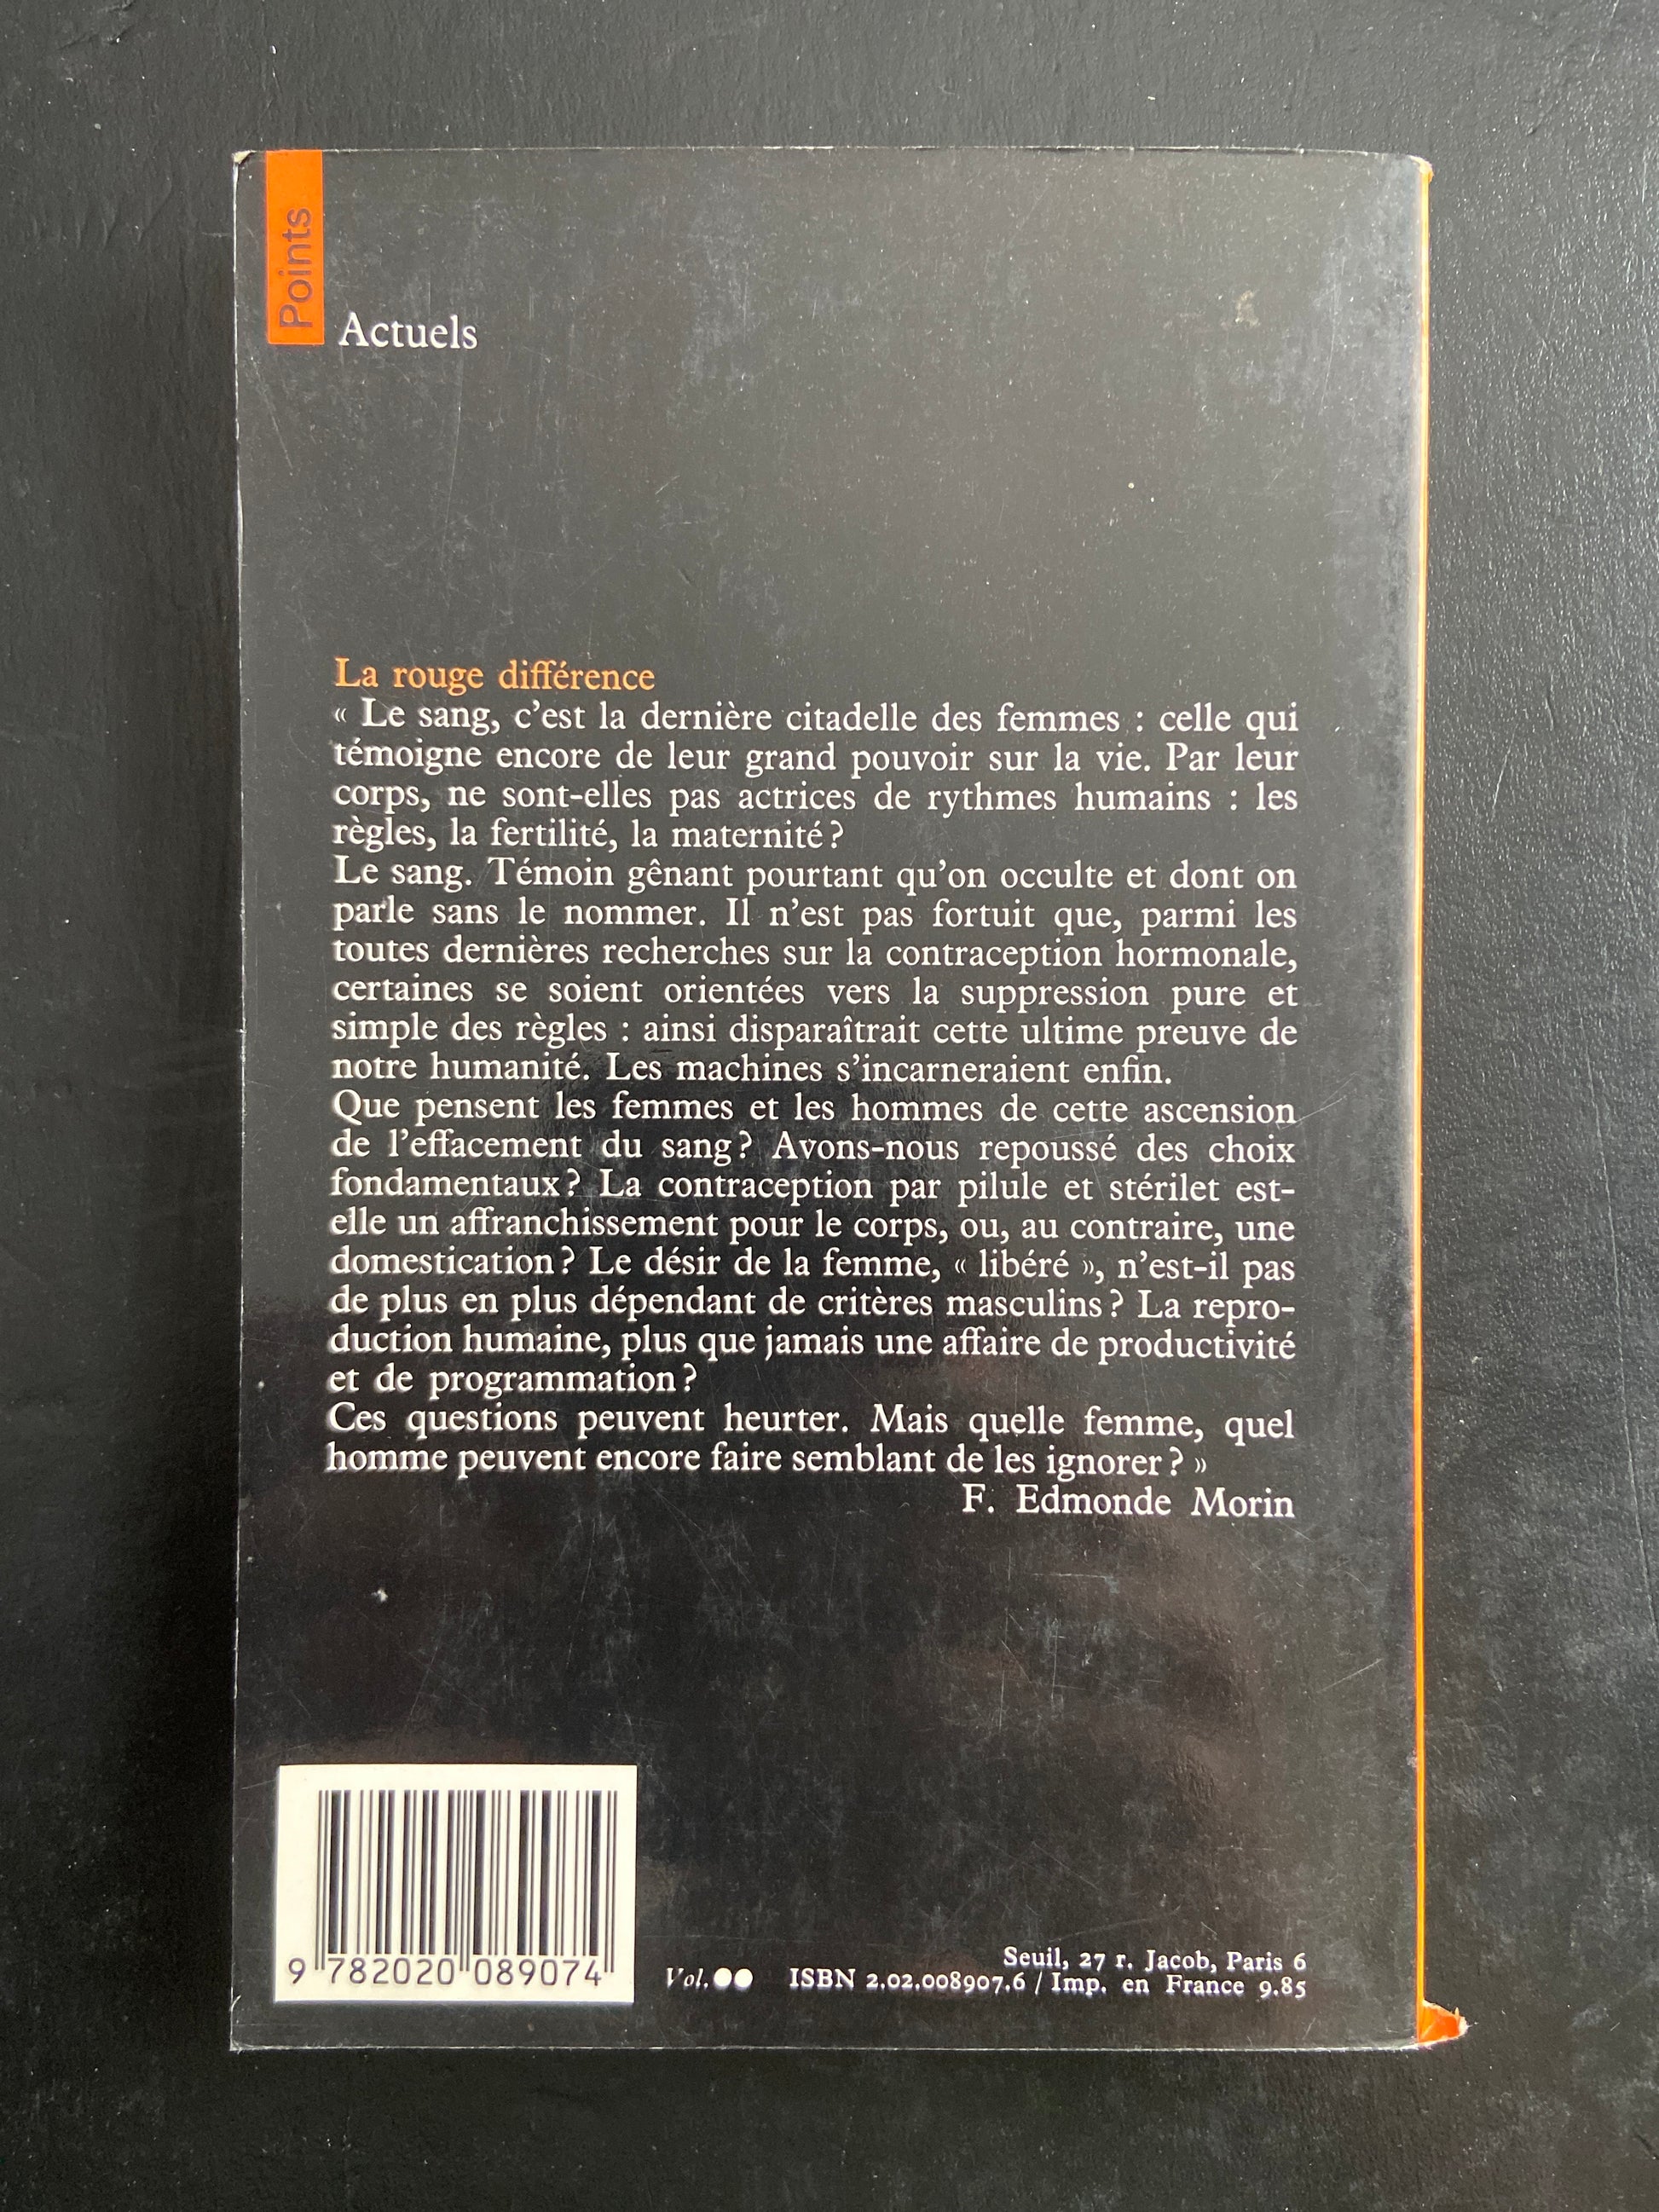 Points
Actuels
La rouge différence
« Le sang, c'est la dernière citadelle des femmes : celle qui
témoigne encore de leur grand pouvoir sur la vie. Par leur
corps, ne sont-elles pas actrices de rythmes humains : les
règles, la fertilité, la maternité?
Le sang. Témoin gênant pourtant qu'on occulte et dont on
parle sans le nommer. Il n'est pas fortuit que, parmi les
toutes dernières recherches sur la contraception hormonale,
certaines se soient orientées vers la suppression pure et
simple des règles : ainsi disparaîtrait cette ultime preuve de
notre humanité. Les machines s'incarneraient enfin.
Que pensent les femmes et les hommes de cette ascension
de l'effacement du sang? Avons-nous repoussé des choix
fondamentaux? La contraception par pilule et stérilet est-
elle un affranchissement pour le corps, ou, au contraire, une
domestication? Le désir de la femme, « libéré », n'est-il pas
de plus en plus dépendant de critères masculins? La repro-
duction humaine, plus que jamais une affaire de productivité
et de programmation?
Ces questions peuvent heurter. Mais quelle femme, quel
homme peuvent encore faire semblant de les ignorer? »
F. Edmonde Morin
9 782020 089074
Vol.●●
Seuil, 27 r. Jacob, Paris 6
ISBN 2.02.008907.6 / Imp. en France 9.85